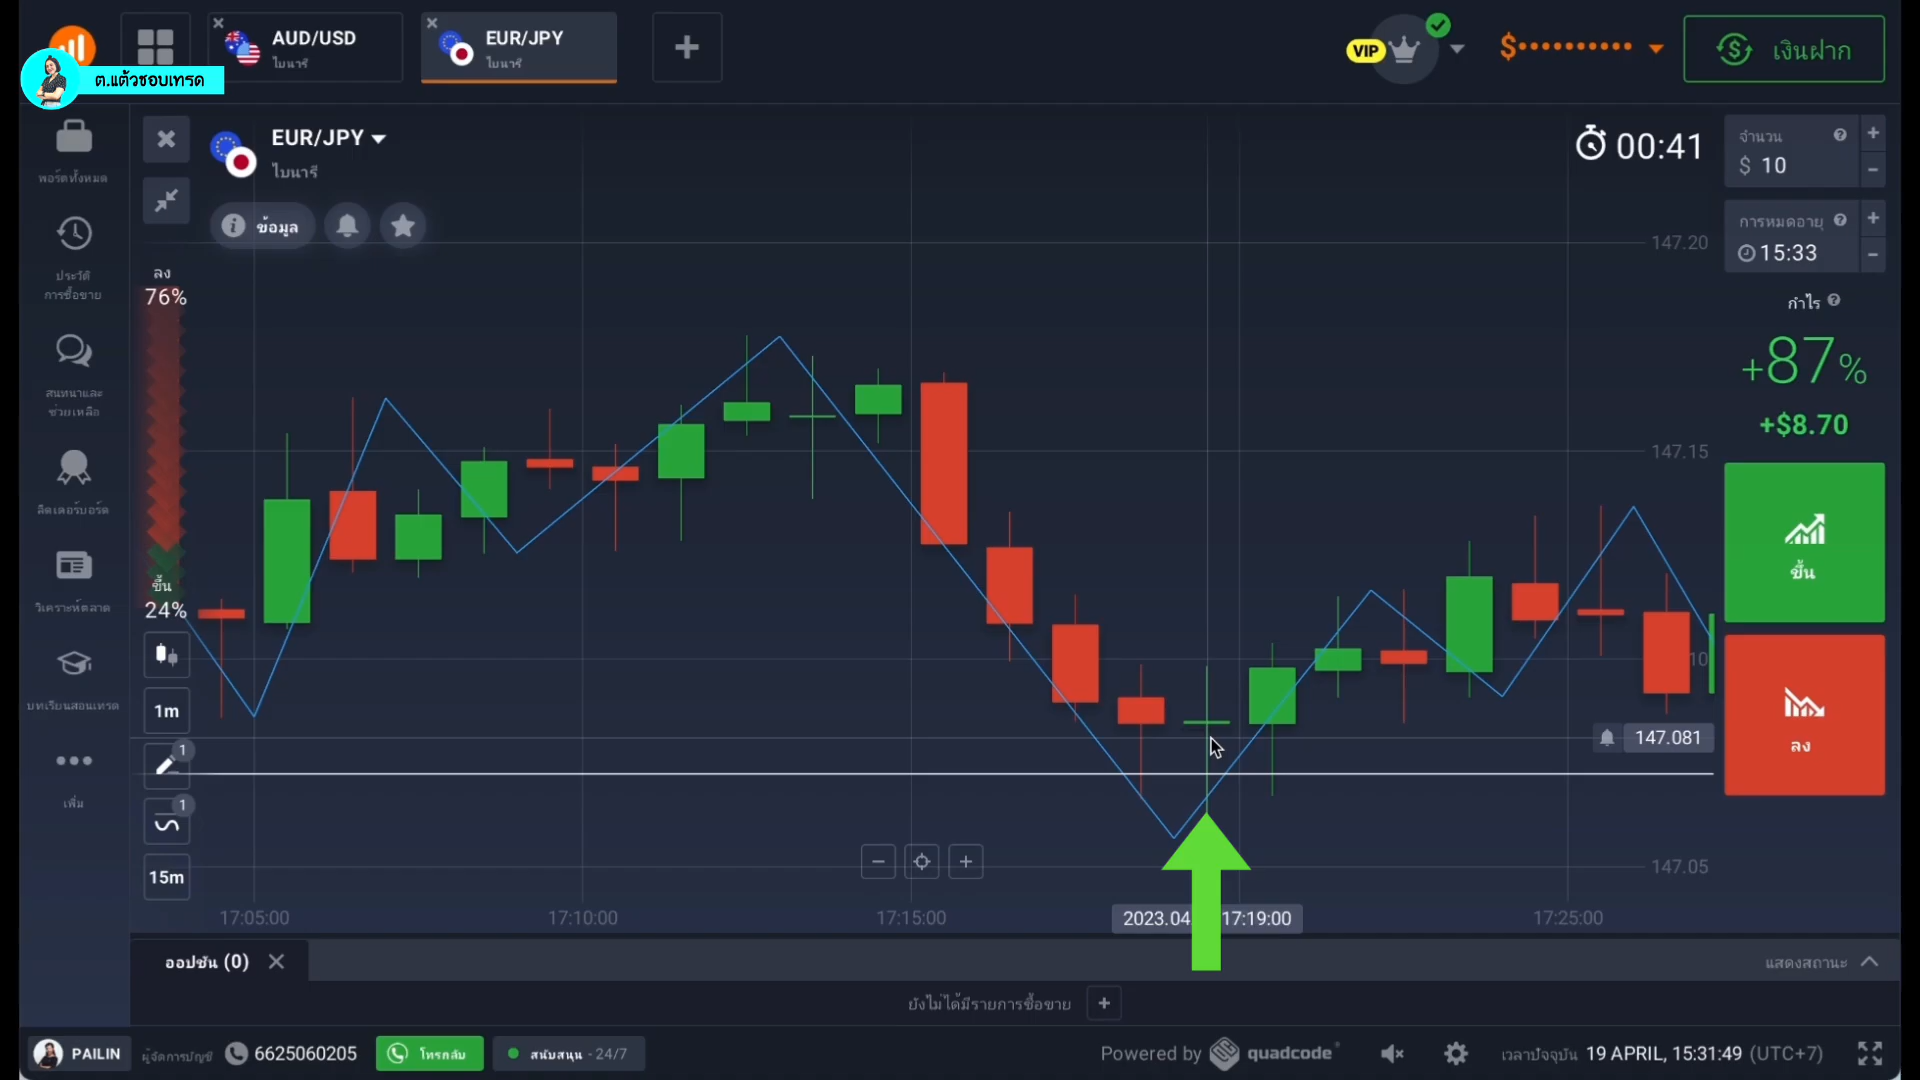 AUD/USD
ไบนารี
EUR/JPY
ไบนารี
VIP
$••••••••••
เงินฝาก
ต.แต้วชอบเทรด
พอร์ตทั้งหมด
ประวัติ
การซื้อขาย
สนทนาและ
ช่วยเหลือ
ลีดเดอร์บอร์ด
วิเคราะห์ตลาด
บทเรียนสอนเทรด
เพิ่ม
EUR/JPY
ไบนารี
ข้อมูล
00:41
ลง
76%
ขึ้น
24%
1m
1
1
15m
147.20
147.15
10
147.081
147.05
17:05:00
17:10:00
17:15:00
2023.04. 17:19:00
17:25:00
จำนวน
$ 10
การหมดอายุ
15:33
กำไร
+87%
+$8.70
ขึ้น
ลง
ออปชัน (0)
แสดงสถานะ
ยังไม่ได้มีรายการซื้อขาย
PAILIN
ผู้จัดการบัญชี
6625060205
โทรกลับ
สนับสนุน - 24/7
Powered by quadcode
เวลาปัจจุบัน 19 APRIL, 15:31:49 (UTC+7)